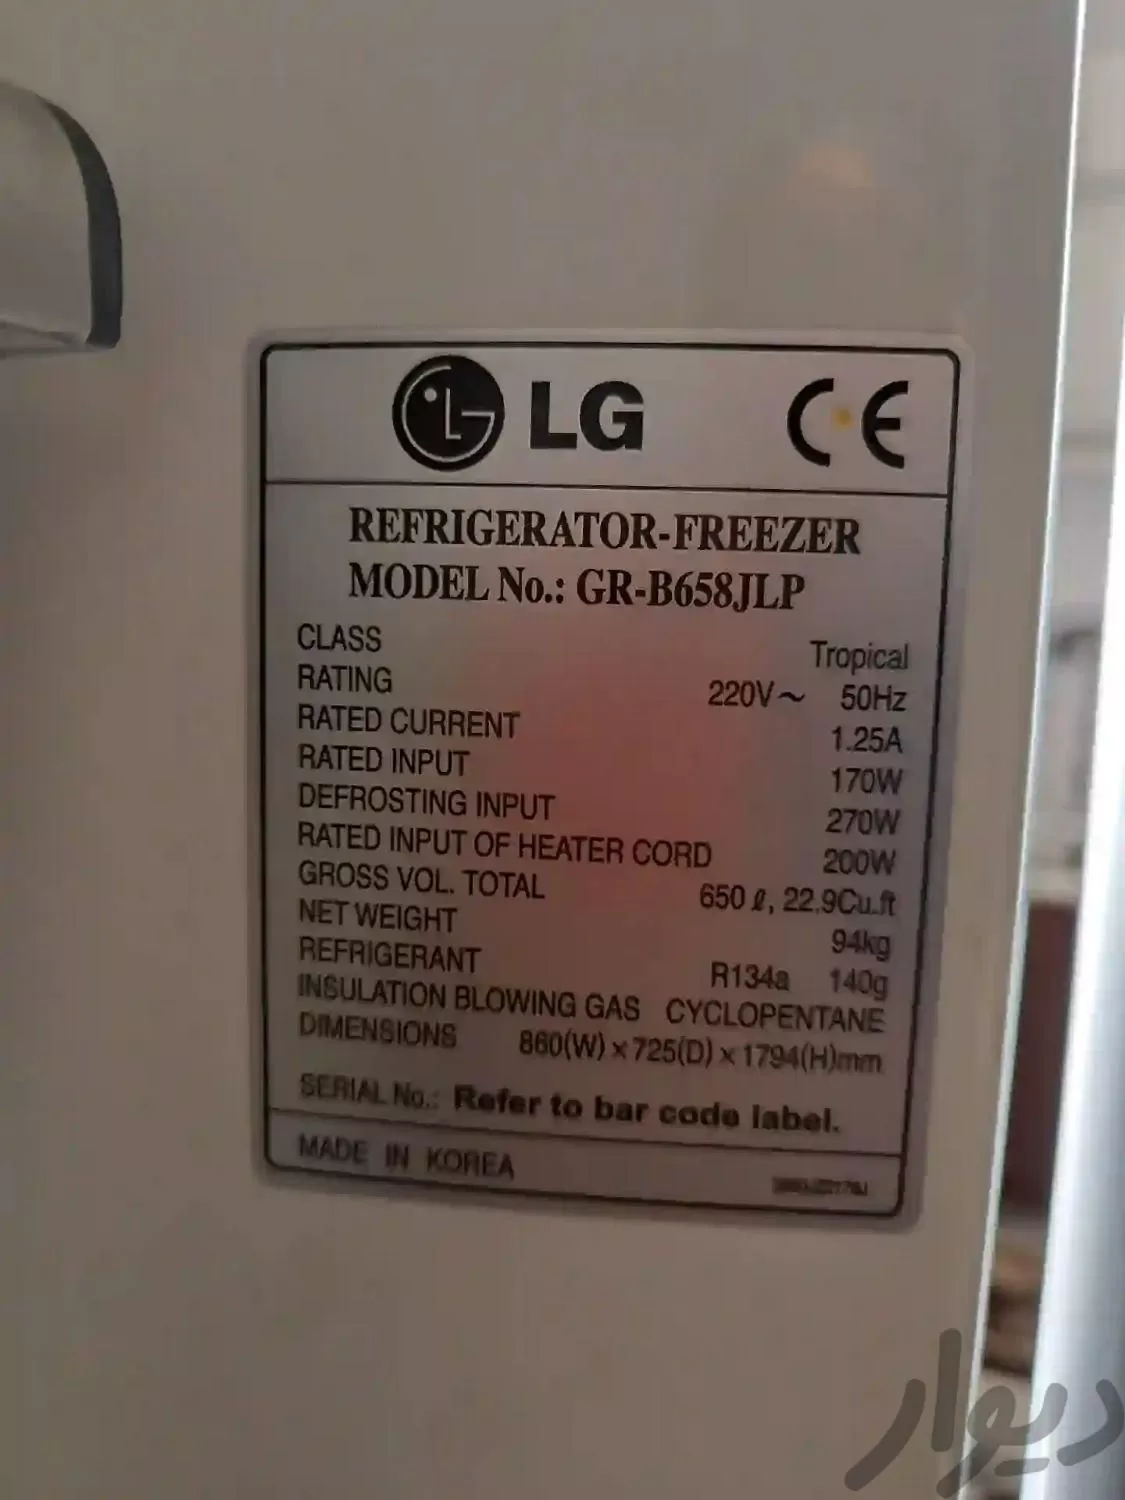 LG CE
REFRIGERATOR-FREEZER
MODEL No.: GR-B658JLP
CLASS Tropical
RATING 220V~ 50Hz
RATED CURRENT 1.25A
RATED INPUT 170W
DEFROSTING INPUT 270W
RATED INPUT OF HEATER CORD 200W
GROSS VOL. TOTAL 650 ℓ, 22.9Cu.ft
NET WEIGHT 94kg
REFRIGERANT R134a 140g
INSULATION BLOWING GAS CYCLOPENTANE
DIMENSIONS 860(W) x 725(D) x 1794(H)mm
SERIAL No.: Refer to bar code label.
MADE IN KOREA
دیوار